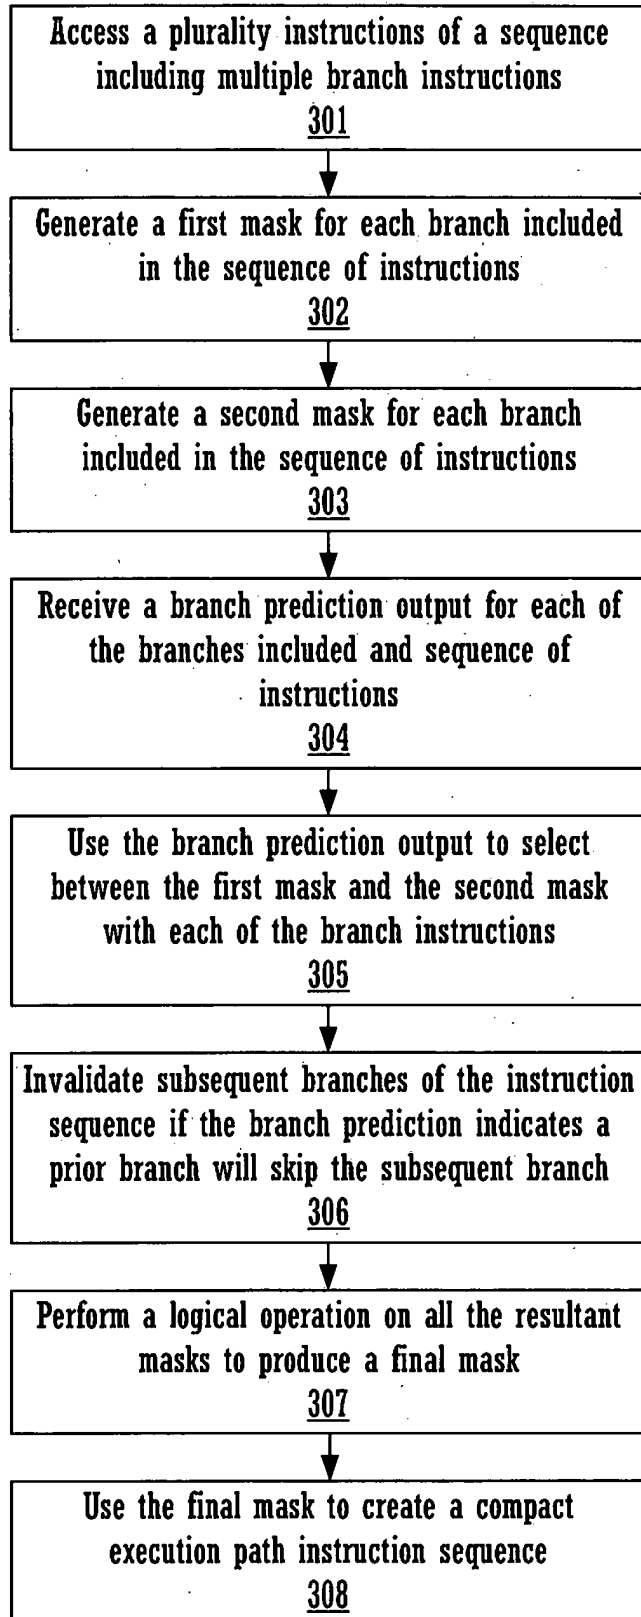 Access a plurality instructions of a sequence
including multiple branch instructions
301
Generate a first mask for each branch included
in the sequence of instructions
302
Generate a second mask for each branch
included in the sequence of instructions
303
Receive a branch prediction output for each of
the branches included and sequence of
instructions
304
Use the branch prediction output to select
between the first mask and the second mask
with each of the branch instructions
305
Invalidate subsequent branches of the instruction
sequence if the branch prediction indicates a
prior branch will skip the subsequent branch
306
Perform a logical operation on all the resultant
masks to produce a final mask
307
Use the final mask to create a compact
execution path instruction sequence
308